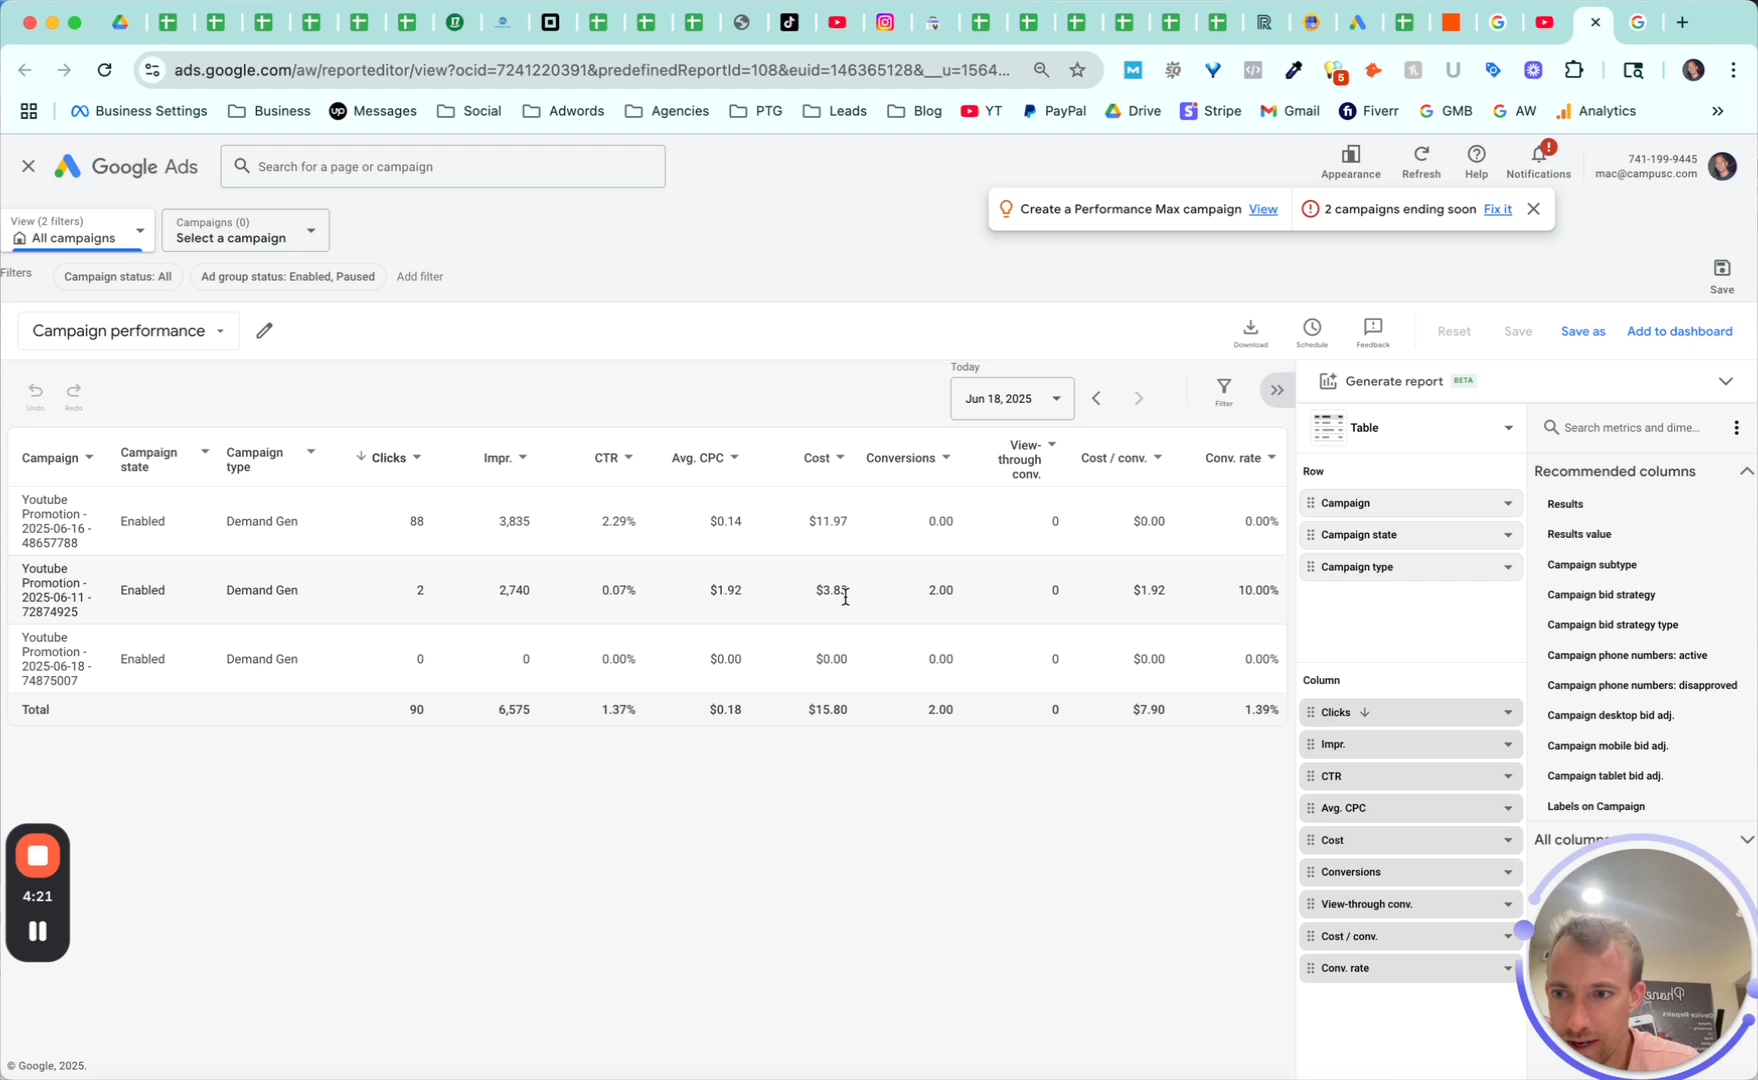 ads.google.com/aw/reporteditor/view?ocid=7241220391&predefinedReportId=108&euid=146365128&__u=1564...
5
Business Settings
Business
up Messages
Social
Adwords
Agencies
PTG
Leads
Blog
YT
PayPal
Drive
Stripe
Gmail
Fiverr
GMB
AW
Analytics
Google Ads
Search for a page or campaign
Appearance
Refresh
Help
Notifications
741-199-9445
mac@campusc.com
View (2 filters)
All campaigns
Campaigns (0)
Select a campaign
Create a Performance Max campaign View
2 campaigns ending soon Fix it
Filters
Campaign status: All
Ad group status: Enabled, Paused
Add filter
Save
Campaign performance
Download
Schedule
Feedback
Reset
Save
Save as
Add to dashboard
Undo
Redo
Today
Jun 18, 2025
Filter
Campaign
Campaign state
Campaign type
Clicks
Impr.
CTR
Avg. CPC
Cost
Conversions
View-through conv.
Cost / conv.
Conv. rate
Youtube
Promotion -
2025-06-16 -
48657788
Enabled Demand Gen 88 3,835 2.29% $0.14 $11.97 0.00 0 $0.00 0.00%
Youtube
Promotion -
2025-06-11 -
72874925
Enabled Demand Gen 2 2,740 0.07% $1.92 2.00 0 $1.92 10.00%
Youtube
Promotion -
2025-06-18 -
74875007
Enabled Demand Gen 0 0 0.00% $0.00 $0.00 0.00 0 $0.00 0.00%
Total 90 6,575 1.37% $0.18 $15.80 2.00 0 $7.90 1.39%
Generate report BETA
Table
Row
Campaign
Campaign state
Campaign type
Column
Clicks
Impr.
CTR
Avg. CPC
Cost
Conversions
View-through conv.
Cost / conv.
Conv. rate
Search metrics and dime...
Recommended columns
Results
Results value
Campaign subtype
Campaign bid strategy
Campaign bid strategy type
Campaign phone numbers: active
Campaign phone numbers: disapproved
Campaign desktop bid adj.
Campaign mobile bid adj.
Campaign tablet bid adj.
Labels on Campaign
All
4:21
Phone
Device Repairs
© Google, 2025.